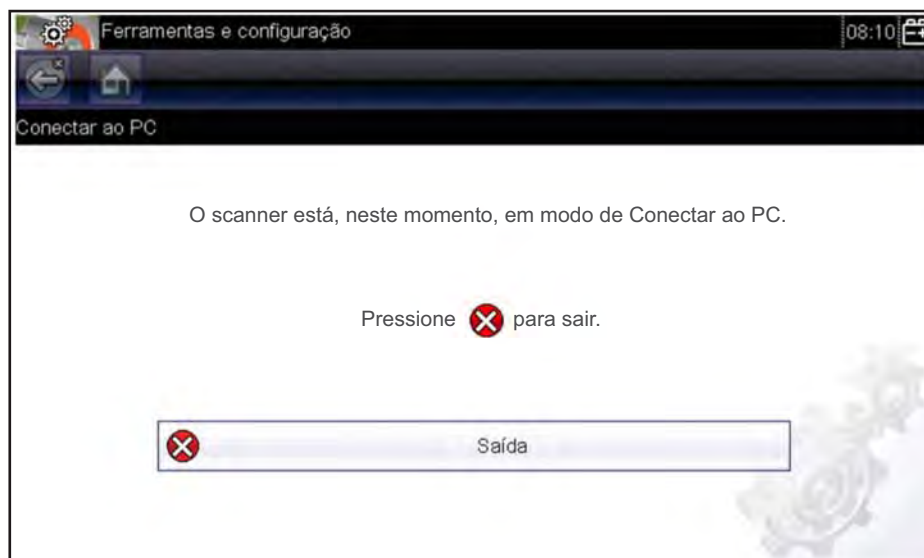 Ferramentas e configuração
08:10
Conectar ao PC
O scanner está, neste momento, em modo de Conectar ao PC.
Pressione para sair.
Saída